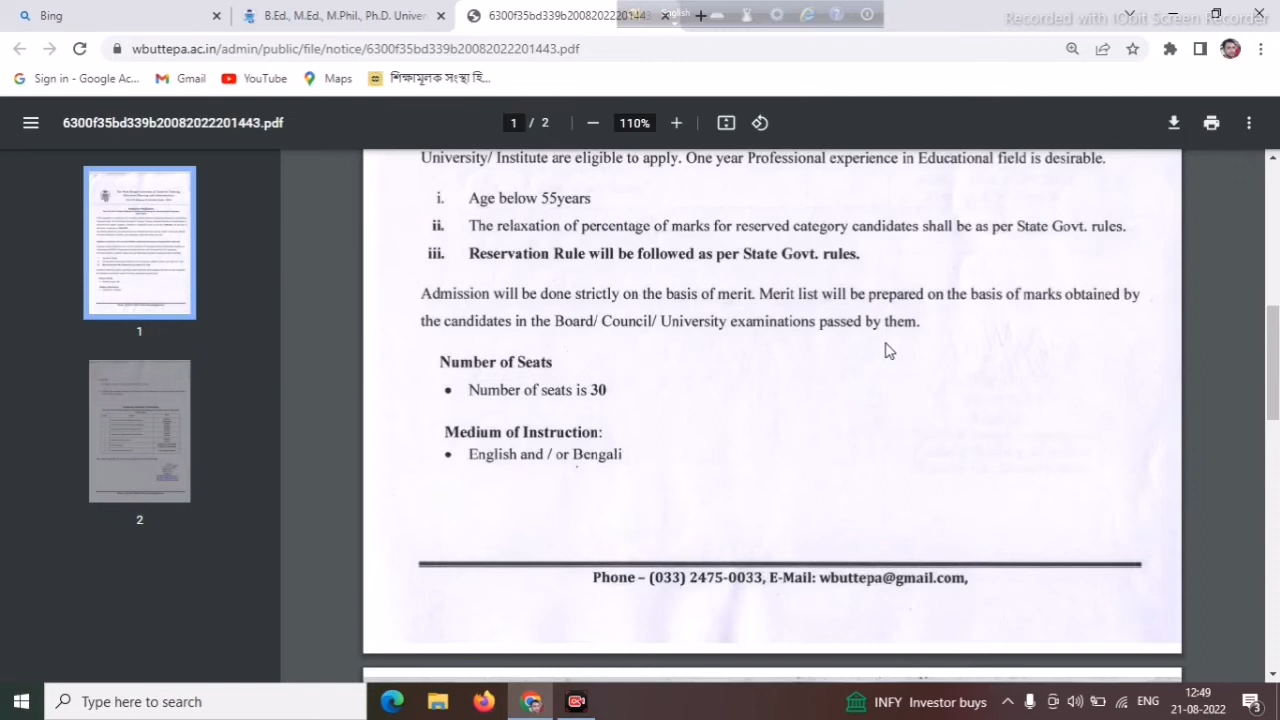 Bing
B.Ed., M.Ed., M.Phil., Ph.D. Univer
6300f35bd339b20082022201443
English
Recorded with IObit Screen Recorder
wbuttepa.ac.in/admin/public/file/notice/6300f35bd339b20082022201443.pdf
Sign in - Google Ac...
Gmail
YouTube
Maps
শিক্ষামূলক সংস্থা হি...
6300f35bd339b20082022201443.pdf
1 / 2
110%
University/ Institute are eligible to apply. One year Professional experience in Educational field is desirable.
i. Age below 55years
ii. The relaxation of percentage of marks for reserved category candidates shall be as per State Govt. rules.
iii. Reservation Rule will be followed as per State Govt. rules.
Admission will be done strictly on the basis of merit. Merit list will be prepared on the basis of marks obtained by
the candidates in the Board/ Council/ University examinations passed by them.
Number of Seats
• Number of seats is 30
Medium of Instruction:
• English and / or Bengali
Phone – (033) 2475-0033, E-Mail: wbuttepa@gmail.com,
1
2
Type here to search
INFY Investor buys
ENG
12:49
21-08-2022
3